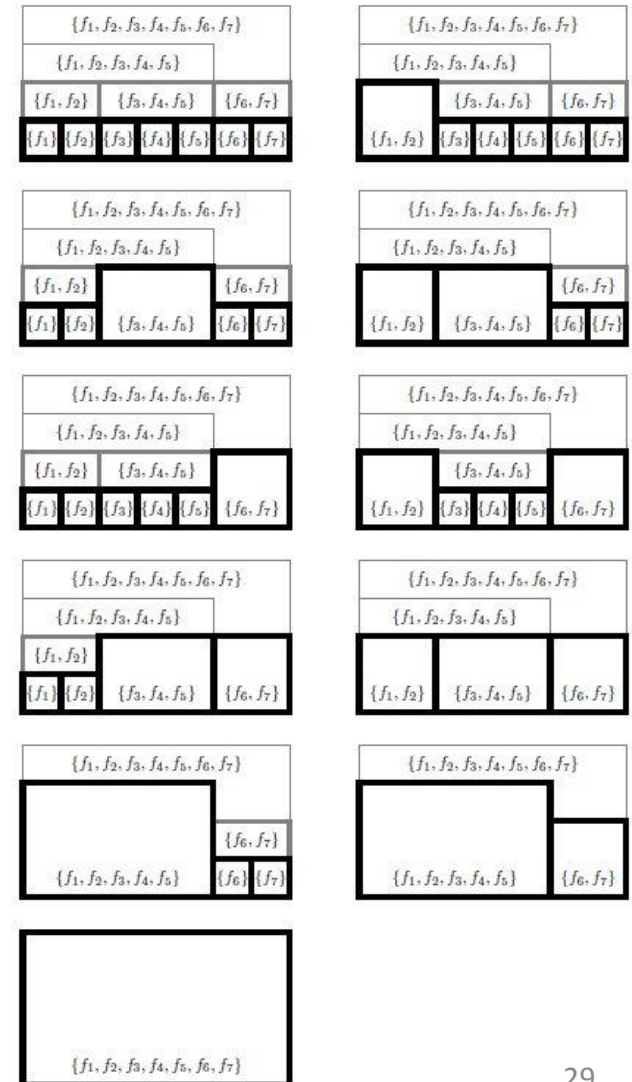 {f₁, f₂, f₃, f₄, f₅, f₆, f₇}
{f₁, f₂, f₃, f₄, f₅}
{f₁, f₂} {f₃, f₄, f₅} {f₆, f₇}
{f₁} {f₂} {f₃} {f₄} {f₅} {f₆} {f₇}
{f₁, f₂, f₃, f₄, f₅, f₆, f₇}
{f₁, f₂, f₃, f₄, f₅}
{f₃, f₄, f₅} {f₆, f₇}
{f₁, f₂} {f₃} {f₄} {f₅} {f₆} {f₇}
{f₁, f₂, f₃, f₄, f₅, f₆, f₇}
{f₁, f₂, f₃, f₄, f₅}
{f₁, f₂} {f₆, f₇}
{f₁} {f₂} {f₃, f₄, f₅} {f₆} {f₇}
{f₁, f₂, f₃, f₄, f₅, f₆, f₇}
{f₁, f₂, f₃, f₄, f₅}
{f₆, f₇}
{f₁, f₂} {f₃, f₄, f₅} {f₆} {f₇}
{f₁, f₂, f₃, f₄, f₅, f₆, f₇}
{f₁, f₂, f₃, f₄, f₅}
{f₁, f₂} {f₃, f₄, f₅}
{f₁} {f₂} {f₃} {f₄} {f₅} {f₆, f₇}
{f₁, f₂, f₃, f₄, f₅, f₆, f₇}
{f₁, f₂, f₃, f₄, f₅}
{f₃, f₄, f₅}
{f₁, f₂} {f₃} {f₄} {f₅} {f₆, f₇}
{f₁, f₂, f₃, f₄, f₅, f₆, f₇}
{f₁, f₂, f₃, f₄, f₅}
{f₁, f₂}
{f₁} {f₂} {f₃, f₄, f₅} {f₆, f₇}
{f₁, f₂, f₃, f₄, f₅, f₆, f₇}
{f₁, f₂, f₃, f₄, f₅}
{f₁, f₂} {f₃, f₄, f₅} {f₆, f₇}
{f₁, f₂, f₃, f₄, f₅, f₆, f₇}
{f₆, f₇}
{f₁, f₂, f₃, f₄, f₅} {f₆} {f₇}
{f₁, f₂, f₃, f₄, f₅, f₆, f₇}
{f₁, f₂, f₃, f₄, f₅} {f₆, f₇}
{f₁, f₂, f₃, f₄, f₅, f₆, f₇}
29